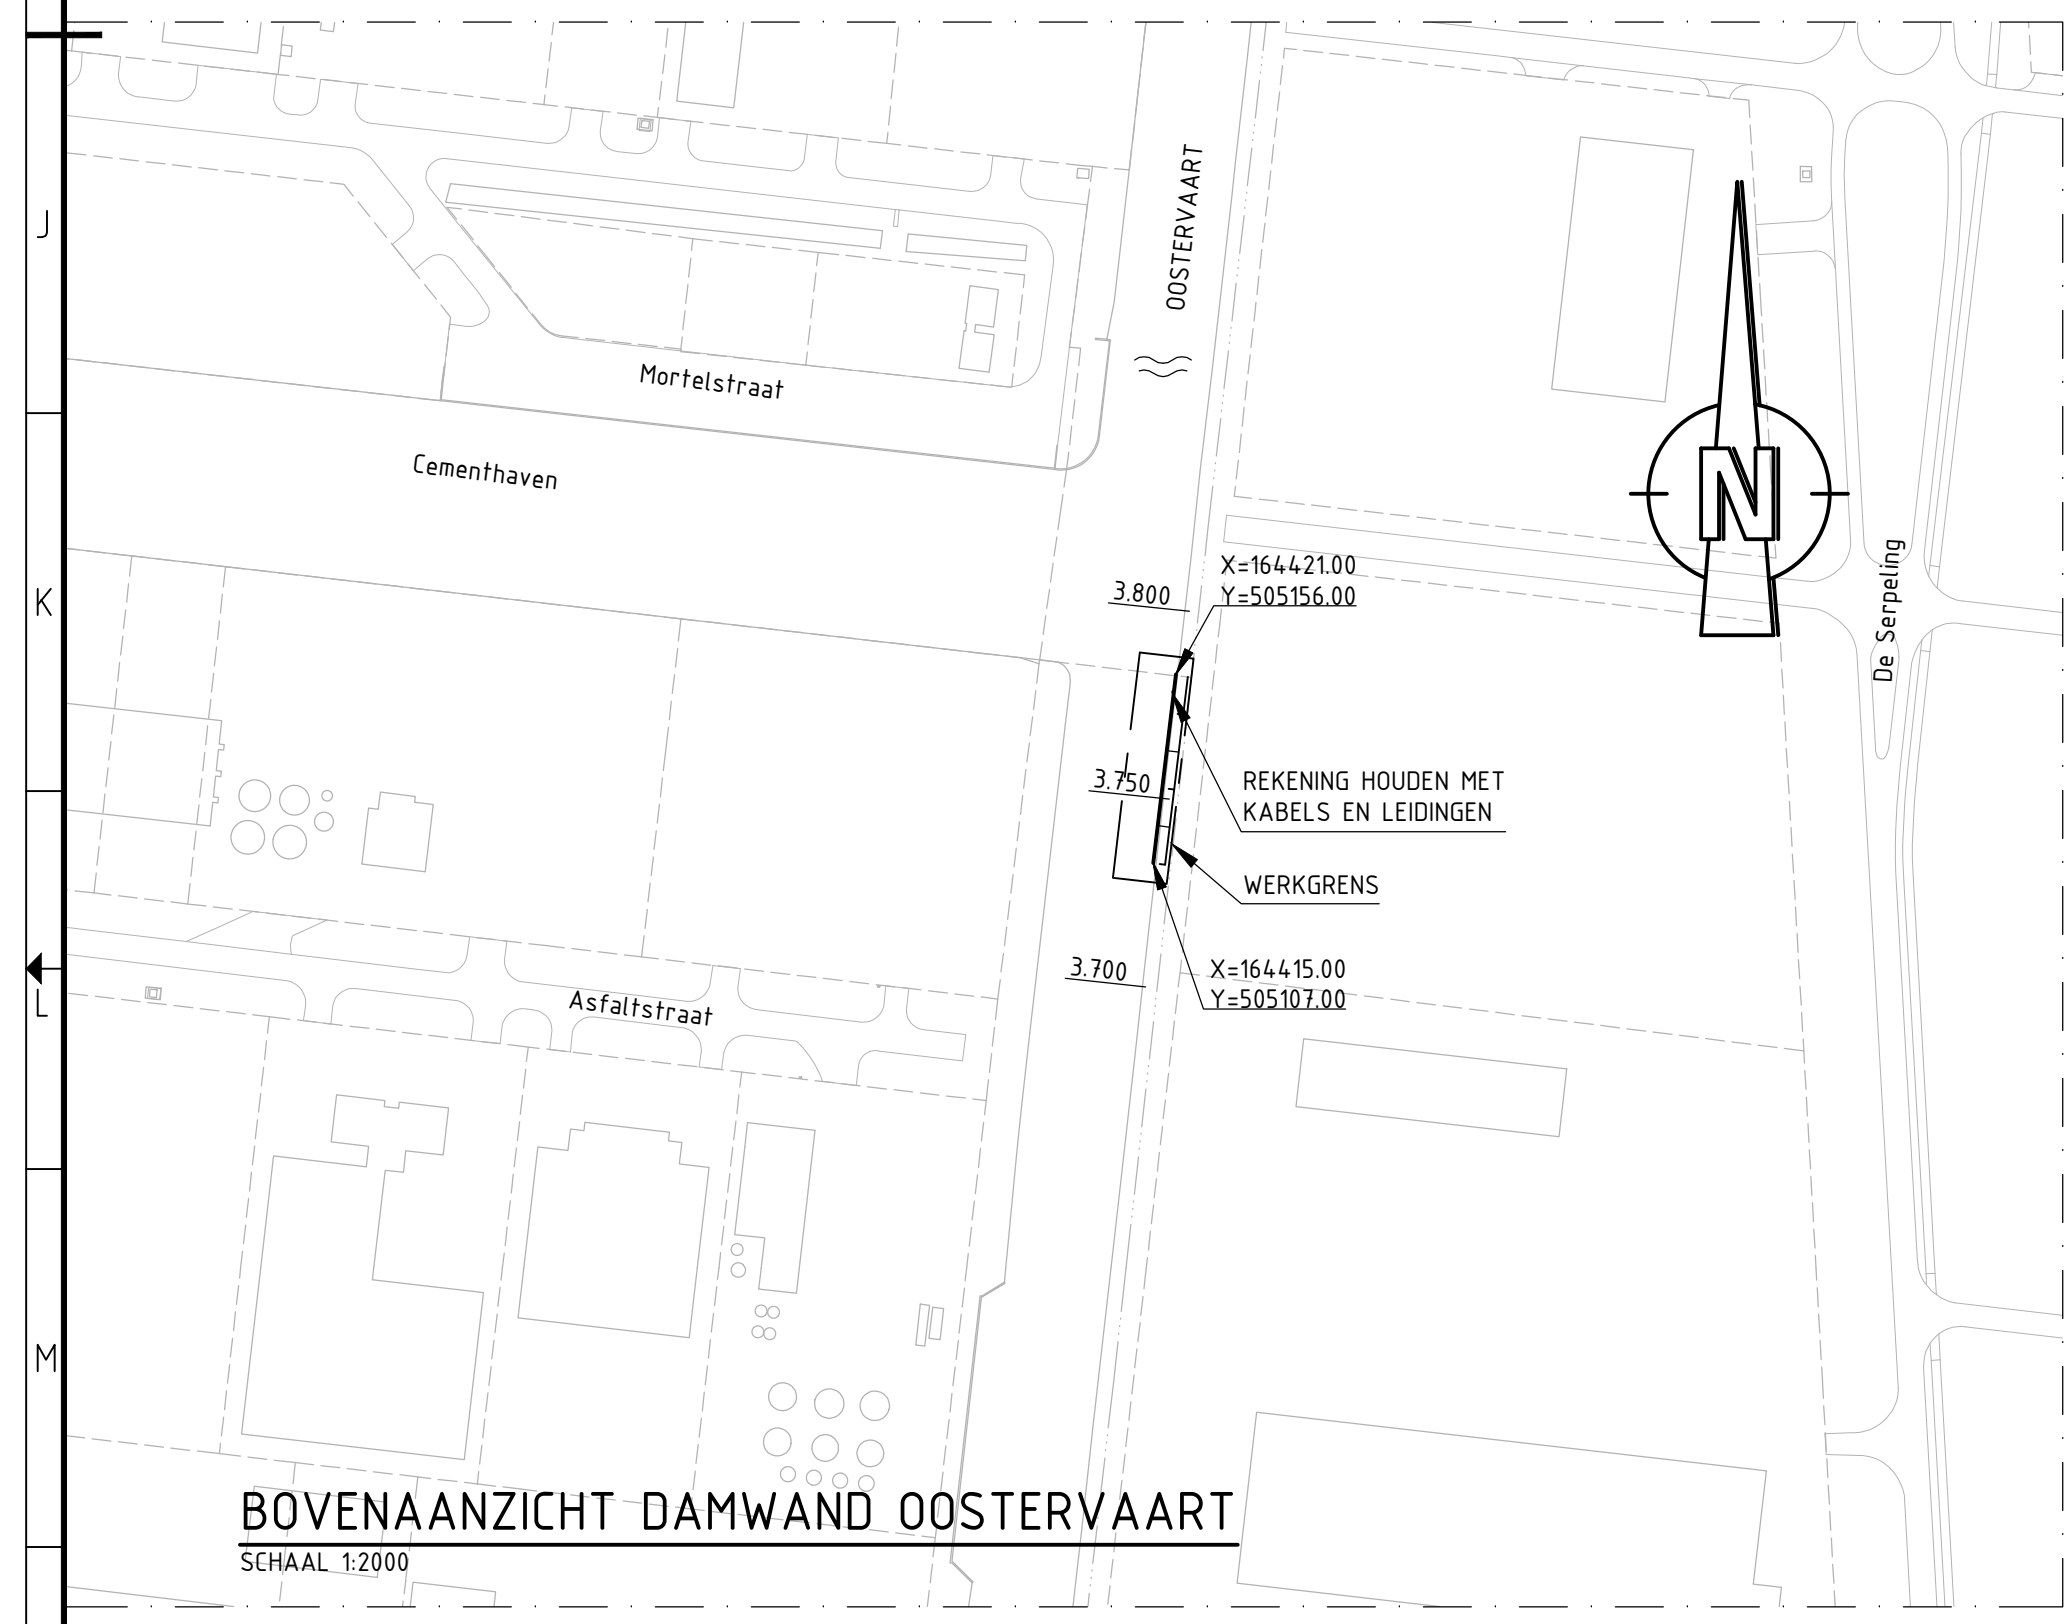 J
OOSTERVAART
Mortelstraat
Cementhaven
N
K
X=164421.00
Y=505156.00
3.800
De Serpeling
3.750
REKENING HOUDEN MET
KABELS EN LEIDINGEN
WERKGRENS
3.700
X=164415.00
Y=505107.00
L
Asfaltstraat
M
BOVENAANZICHT DAMWAND OOSTERVAART
SCHAAL 1:2000